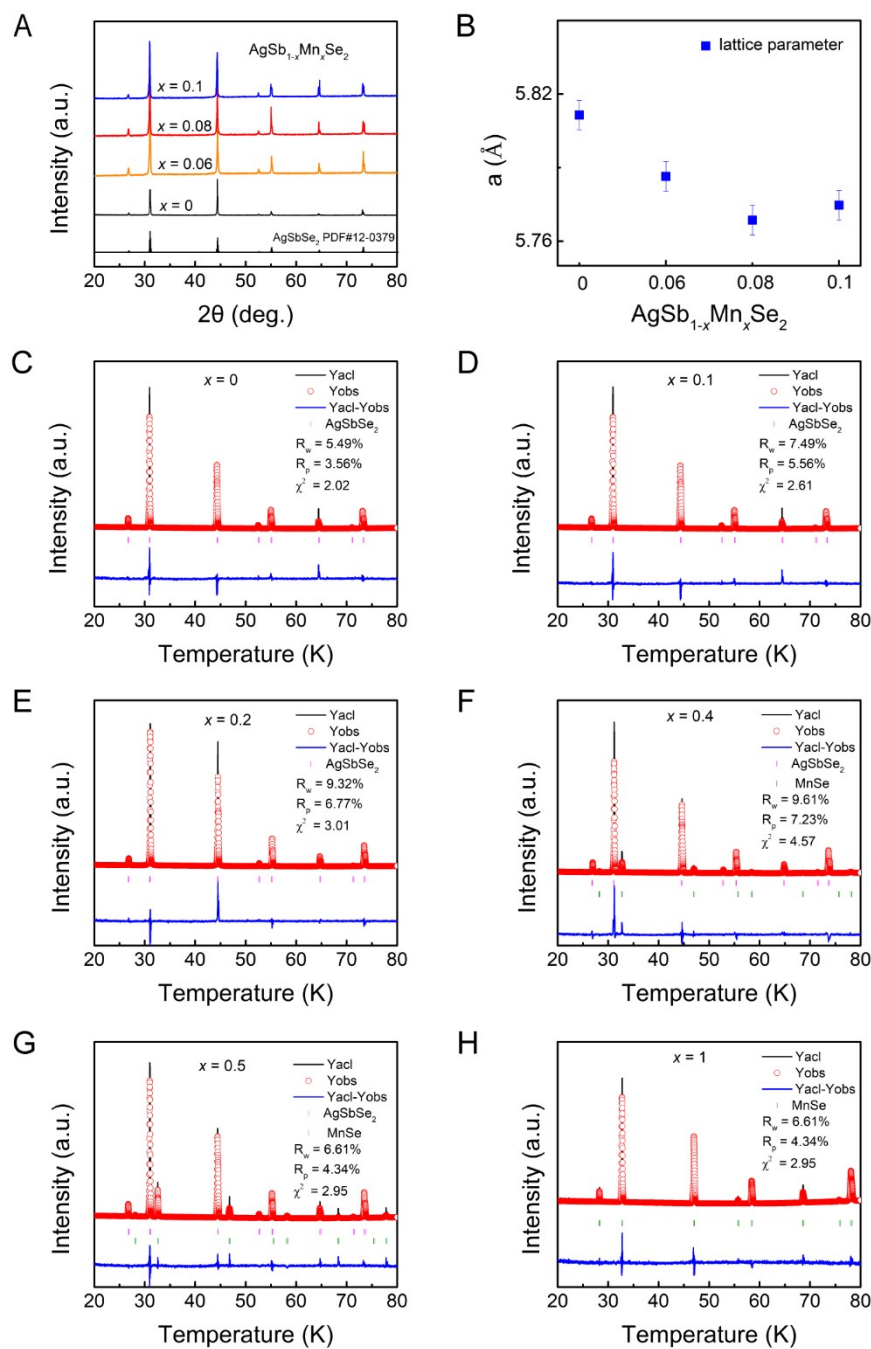 A
AgSb1-xMnxSe2
x = 0.1
x = 0.08
x = 0.06
x = 0
AgSbSe2 PDF#12-0379
Intensity (a.u.)
20 30 40 50 60 70 80
2θ (deg.)
B
lattice parameter
5.82
5.76
a (Å)
0 0.06 0.08 0.1
AgSb1-xMnxSe2
C
x = 0
Yacl
Yobs
Yacl-Yobs
AgSbSe2
Rw = 5.49%
Rp = 3.56%
χ2 = 2.02
Intensity (a.u.)
20 30 40 50 60 70 80
Temperature (K)
D
x = 0.1
Yacl
Yobs
Yacl-Yobs
AgSbSe2
Rw = 7.49%
Rp = 5.56%
χ2 = 2.61
Intensity (a.u.)
20 30 40 50 60 70 80
Temperature (K)
E
x = 0.2
Yacl
Yobs
Yacl-Yobs
AgSbSe2
Rw = 9.32%
Rp = 6.77%
χ2 = 3.01
Intensity (a.u.)
20 30 40 50 60 70 80
Temperature (K)
F
x = 0.4
Yacl
Yobs
Yacl-Yobs
AgSbSe2
MnSe
Rw = 9.61%
Rp = 7.23%
χ2 = 4.57
Intensity (a.u.)
20 30 40 50 60 70 80
Temperature (K)
G
x = 0.5
Yacl
Yobs
Yacl-Yobs
AgSbSe2
MnSe
Rw = 6.61%
Rp = 4.34%
χ2 = 2.95
Intensity (a.u.)
20 30 40 50 60 70 80
Temperature (K)
H
x = 1
Yacl
Yobs
Yacl-Yobs
MnSe
Rw = 6.61%
Rp = 4.34%
χ2 = 2.95
Intensity (a.u.)
20 30 40 50 60 70 80
Temperature (K)